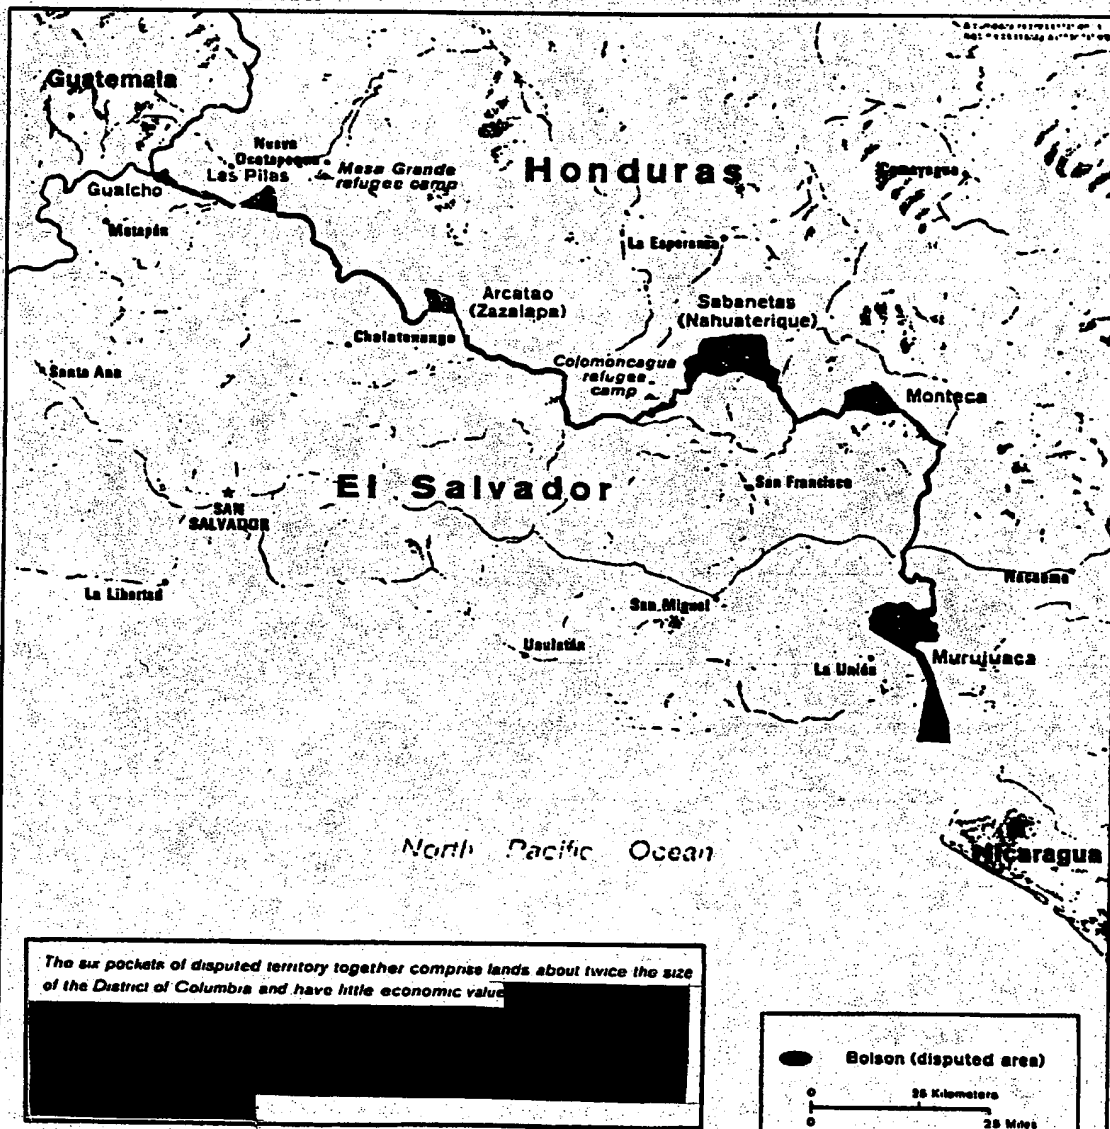 Guatemala
Nueva
Ocotepeque
Las Pilas
Mesa Grande
refugee camp
Honduras
Comayagua
Gualcho
Metapán
La Esperanza
Arcatao
(Zazalapa)
Sabanetas
(Nahuaterique)
Chalatenango
Colomoncagua
refugee
camp
Santa Ana
Monteca
El Salvador
San Francisco
SAN
SALVADOR
Nacaome
La Libertad
San Miguel
Usulután
La Unión
Murujuaca
North Pacific Ocean
Nicaragua
The six pockets of disputed territory together comprise lands about twice the size
of the District of Columbia and have little economic value
Bolson (disputed area)
0 25 Kilometers
0 25 Miles